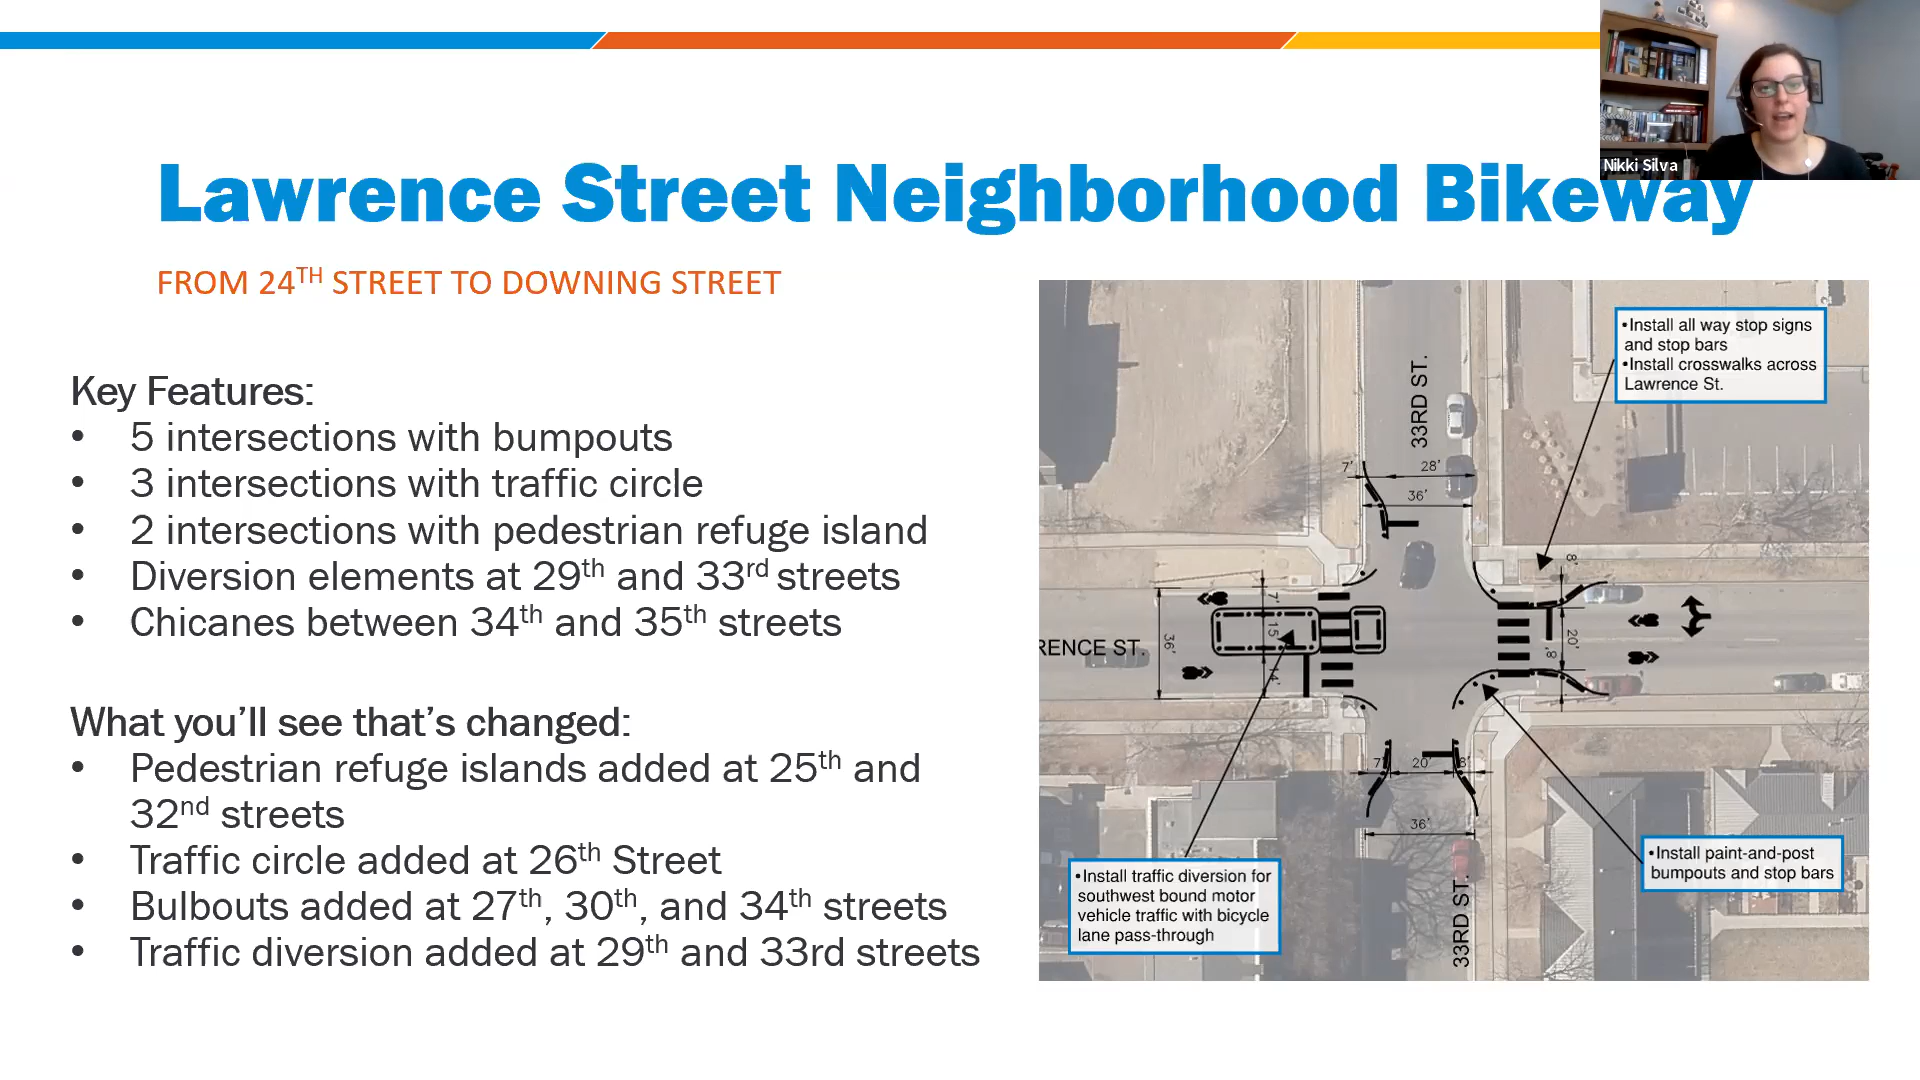 Nikki Silva
Lawrence Street Neighborhood Bikeway
FROM 24TH STREET TO DOWNING STREET
Key Features:
• 5 intersections with bumpouts
• 3 intersections with traffic circle
• 2 intersections with pedestrian refuge island
• Diversion elements at 29th and 33rd streets
• Chicanes between 34th and 35th streets
What you'll see that's changed:
• Pedestrian refuge islands added at 25th and
32nd streets
• Traffic circle added at 26th Street
• Bulbouts added at 27th, 30th, and 34th streets
• Traffic diversion added at 29th and 33rd streets
•Install all way stop signs
and stop bars
•Install crosswalks across
Lawrence St.
33RD ST.
7' 28'
36'
8'
7'
15'
36'
14'
RENCE ST.
20'
8'
7' 20' 8'
36'
•Install paint-and-post
bumpouts and stop bars
•Install traffic diversion for
southwest bound motor
vehicle traffic with bicycle
lane pass-through
33RD ST.